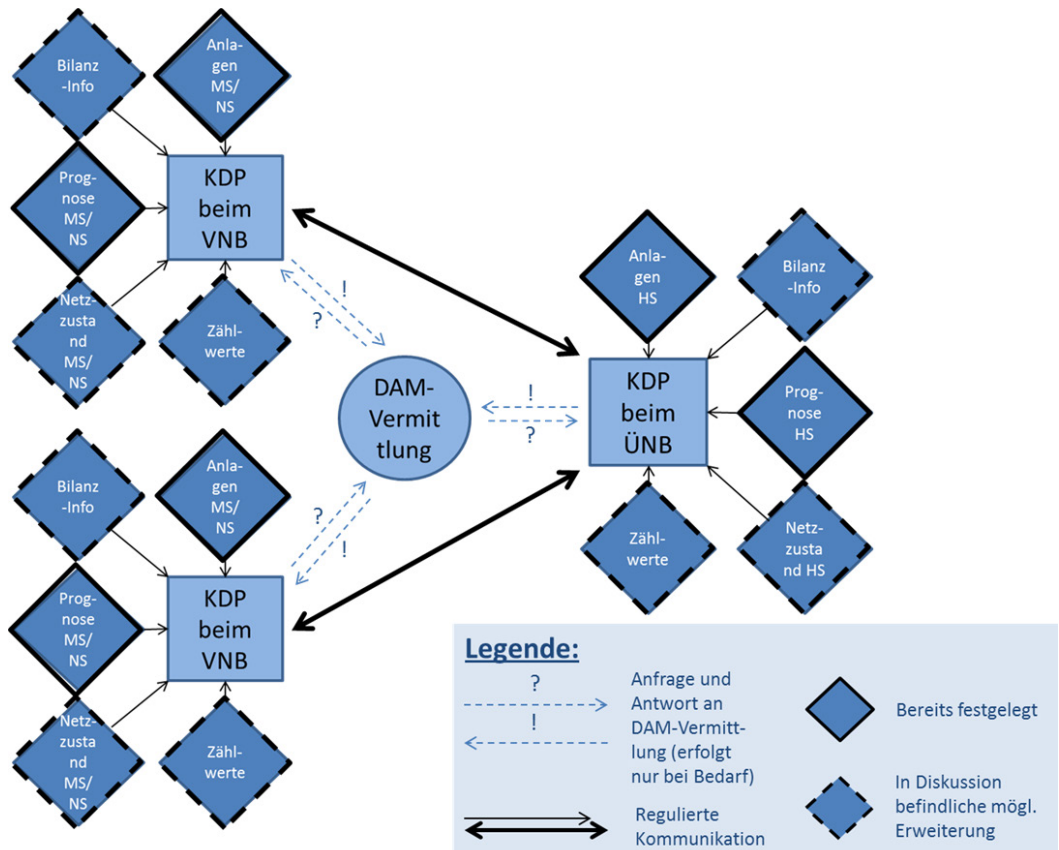 Bilanz
-Info
Anla-
gen
MS/
NS
Prog-
nose
MS/
NS
KDP
beim
VNB
Netz-
zusta
nd
MS/
NS
Zähl-
werte
!
?
DAM-
Vermit
tlung
!
?
Anla-
gen
HS
Bilanz
-Info
KDP
beim
ÜNB
Prog-
nose
HS
Zähl-
werte
Netz-
zusta
nd HS
Bilanz
-Info
Anla-
gen
MS/
NS
?
!
Prog-
nose
MS/
NS
KDP
beim
VNB
Netz-
zusta
nd
MS/
NS
Zähl-
werte
Legende:
?
!
Anfrage und
Antwort an
DAM-Vermitt-
lung (erfolgt
nur bei Bedarf)
Regulierte
Kommunikation
Bereits festgelegt
In Diskussion
befindliche mögl.
Erweiterung